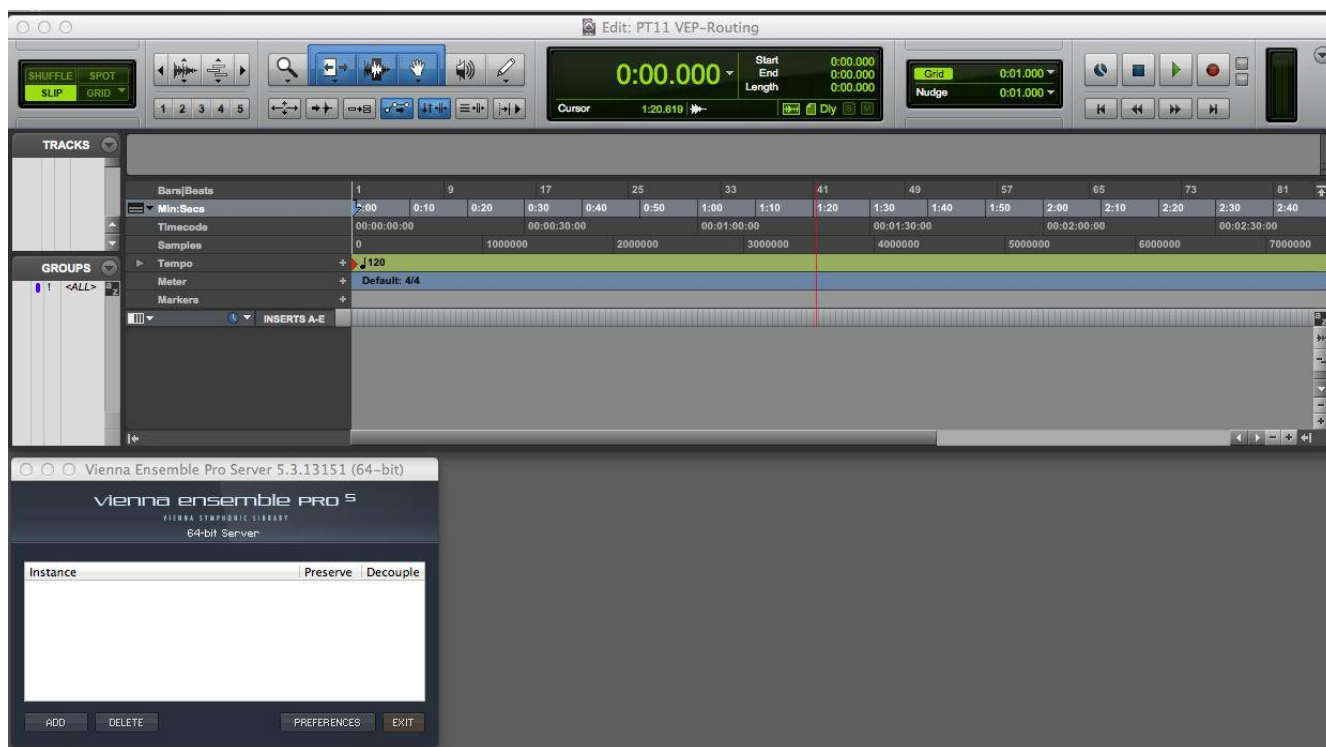 Edit: PT11 VEP-Routing
SHUFFLE SPOT
SLIP GRID
1 2 3 4 5
0:00.000
Start 0:00.000
End 0:00.000
Length 0:00.000
Cursor 1:20.619
Dly S M
Grid 0:01.000
Nudge 0:01.000
TRACKS
Bars|Beats 1 9 17 25 33 41 49 57 65 73 81
Min:Secs 0:00 0:10 0:20 0:30 0:40 0:50 1:00 1:10 1:20 1:30 1:40 1:50 2:00 2:10 2:20 2:30 2:40
Timecode 00:00:00:00 00:00:30:00 00:01:00:00 00:01:30:00 00:02:00:00 00:02:30:00
Samples 0 1000000 2000000 3000000 4000000 5000000 6000000 7000000
Tempo + 120
Meter + Default: 4/4
Markers +
GROUPS
! <ALL> a z
INSERTS A-E
a z
Vienna Ensemble Pro Server 5.3.13151 (64-bit)
vienna ensemble PRO 5
VIENNA SYMPHONIC LIBRARY
64-bit Server
Instance Preserve Decouple
ADD DELETE PREFERENCES EXIT